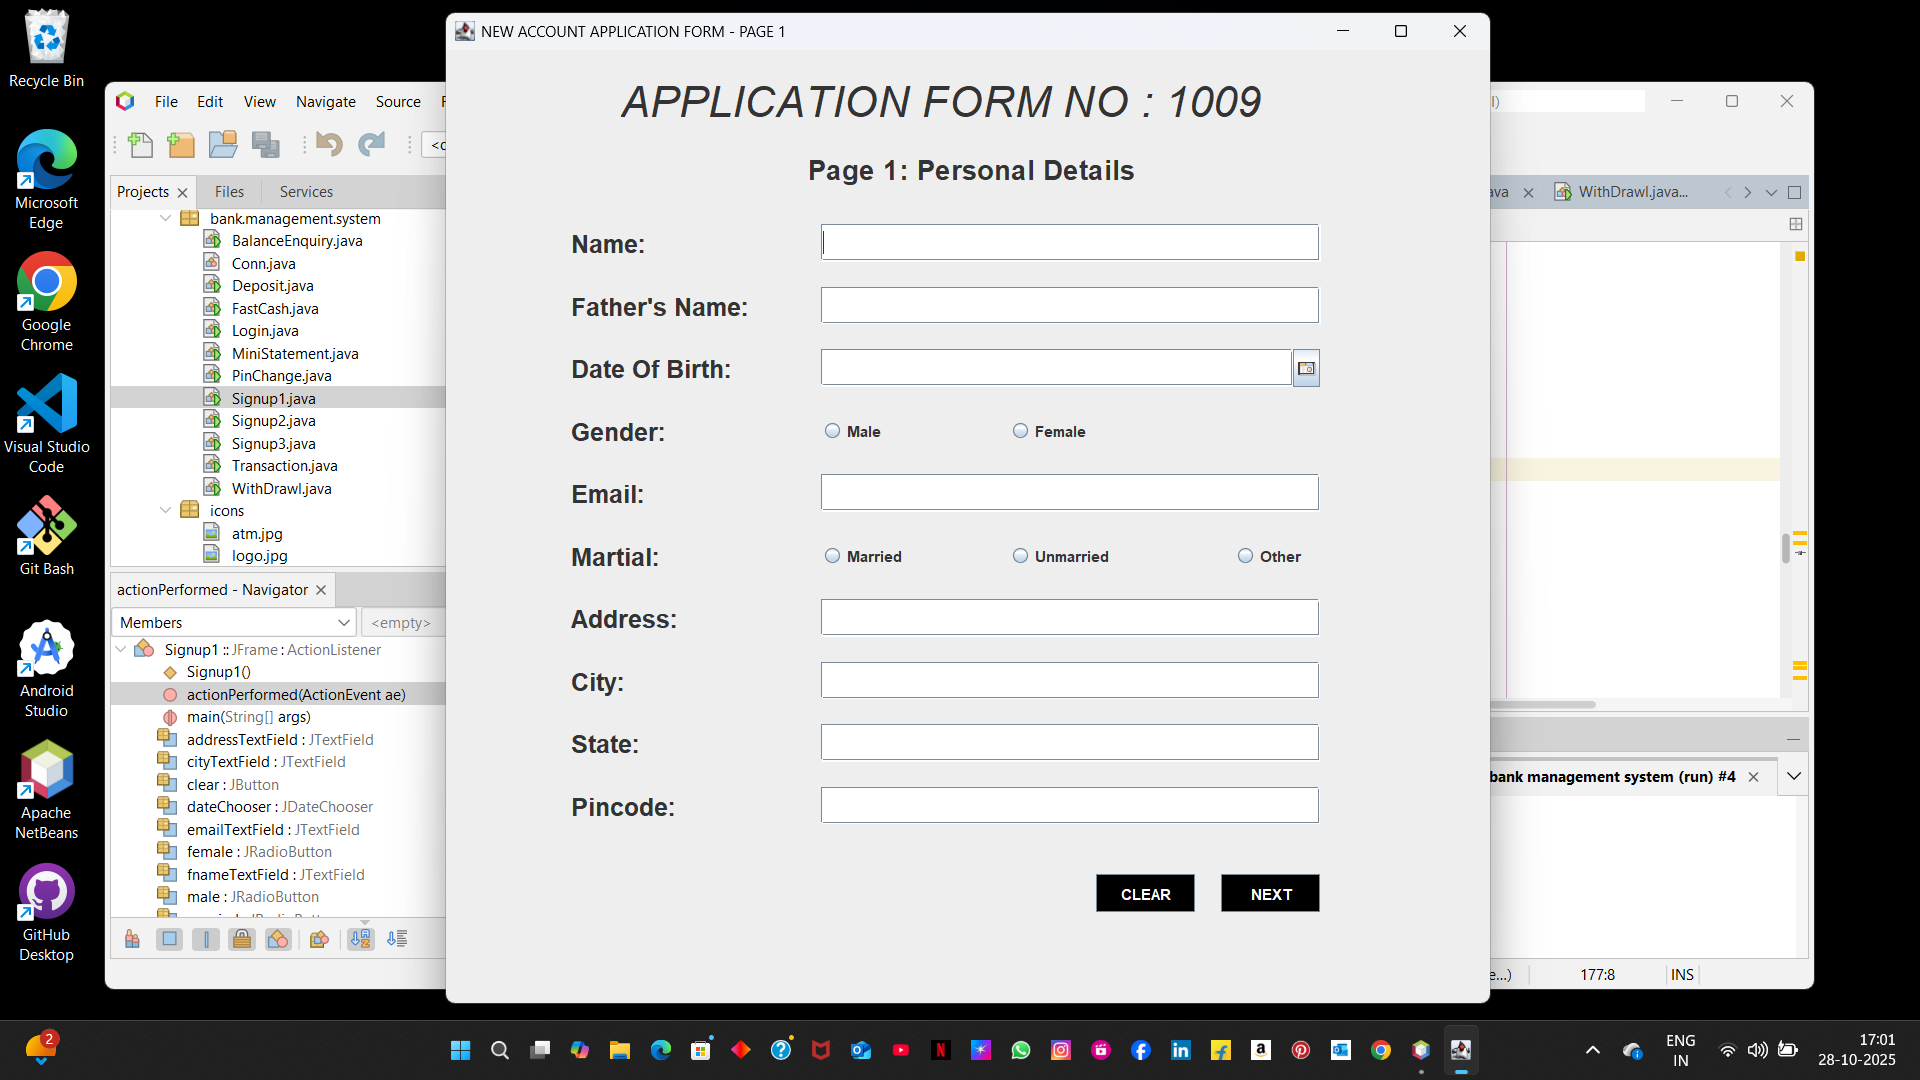 Recycle Bin
Microsoft
Edge
Google
Chrome
Visual Studio
Code
Git Bash
Android
Studio
Apache
NetBeans
GitHub
Desktop
File Edit View Navigate Source
Projects Files Services
bank.management.system
BalanceEnquiry.java
Conn.java
Deposit.java
FastCash.java
Login.java
MiniStatement.java
PinChange.java
Signup1.java
Signup2.java
Signup3.java
Transaction.java
WithDrawl.java
icons
atm.jpg
logo.jpg
actionPerformed - Navigator
Members <empty>
Signup1 :: JFrame : ActionListener
Signup1()
actionPerformed(ActionEvent ae)
main(String[] args)
addressTextField : JTextField
cityTextField : JTextField
clear : JButton
dateChooser : JDateChooser
emailTextField : JTextField
female : JRadioButton
fnameTextField : JTextField
male : JRadioButton
NEW ACCOUNT APPLICATION FORM - PAGE 1
APPLICATION FORM NO : 1009
Page 1: Personal Details
Name:
Father's Name:
Date Of Birth:
Gender: Male Female
Email:
Martial: Married Unmarried Other
Address:
City:
State:
Pincode:
CLEAR NEXT
WithDrawl.java...
bank management system (run) #4
177:8 INS
2
ENG
IN
17:01
28-10-2025